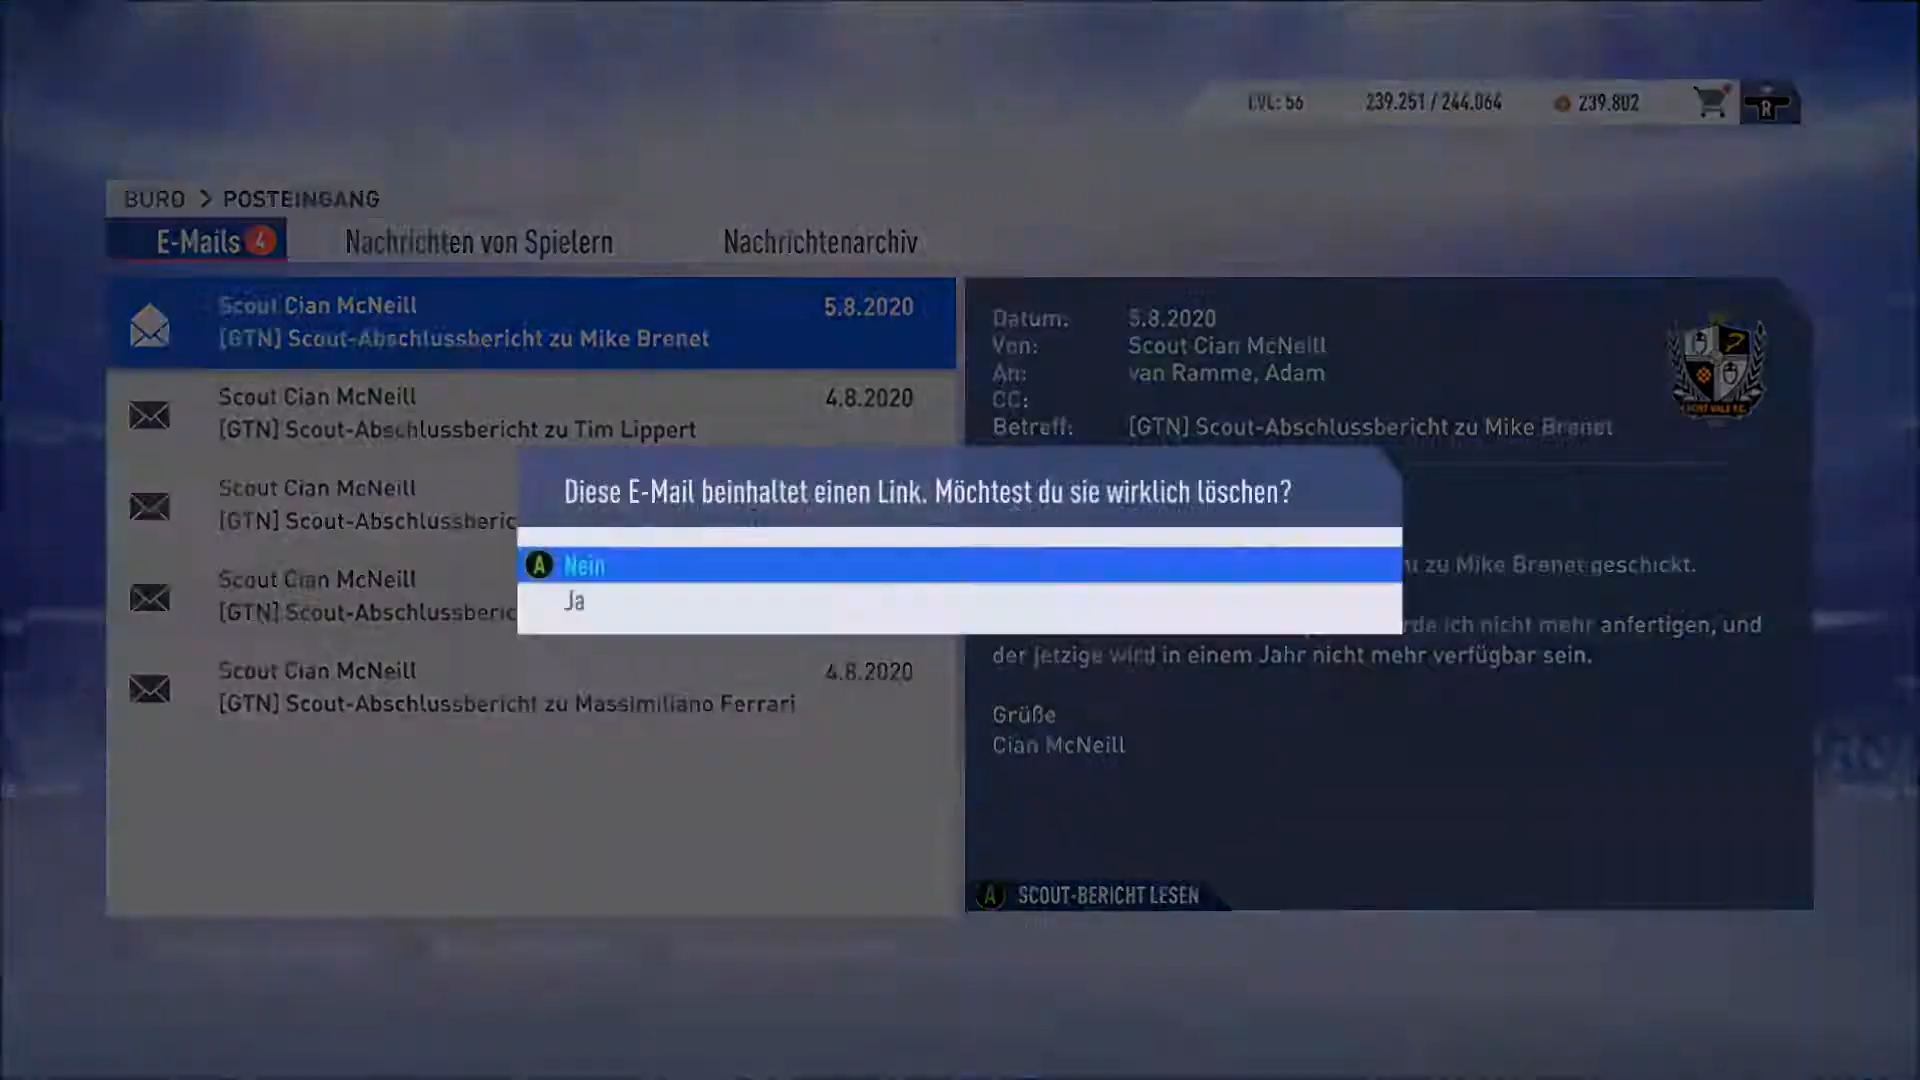 LVL: 56 239.251 / 244.064 239.802
R
BÜRO > POSTEINGANG
E-Mails 4 Nachrichten von Spielern Nachrichtenarchiv
Scout Cian McNeill 5.8.2020
[GTN] Scout-Abschlussbericht zu Mike Brenet
Scout Cian McNeill 4.8.2020
[GTN] Scout-Abschlussbericht zu Tim Lippert
Scout Cian McNeill
[GTN] Scout-Abschlussberic
Scout Cian McNeill
[GTN] Scout-Abschlussberic
Scout Cian McNeill 4.8.2020
[GTN] Scout-Abschlussbericht zu Massimiliano Ferrari
Datum: 5.8.2020
Von: Scout Cian McNeill
An: van Ramme, Adam
CC:
Betreff: [GTN] Scout-Abschlussbericht zu Mike Brenet
PORT VALE F.C.
Diese E-Mail beinhaltet einen Link. Möchtest du sie wirklich löschen?
A Nein
Ja
zu Mike Brenet geschickt.
rde ich nicht mehr anfertigen, und
der jetzige wird in einem Jahr nicht mehr verfügbar sein.
Grüße
Cian McNeill
A SCOUT-BERICHT LESEN